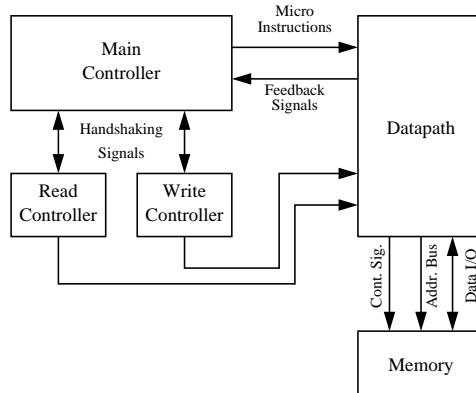 Micro
Instructions
Main
Controller
Feedback
Signals
Datapath
Handshaking
Signals
Read
Controller
Write
Controller
Cont. Sig.
Addr. Bus
Data I/O
Memory